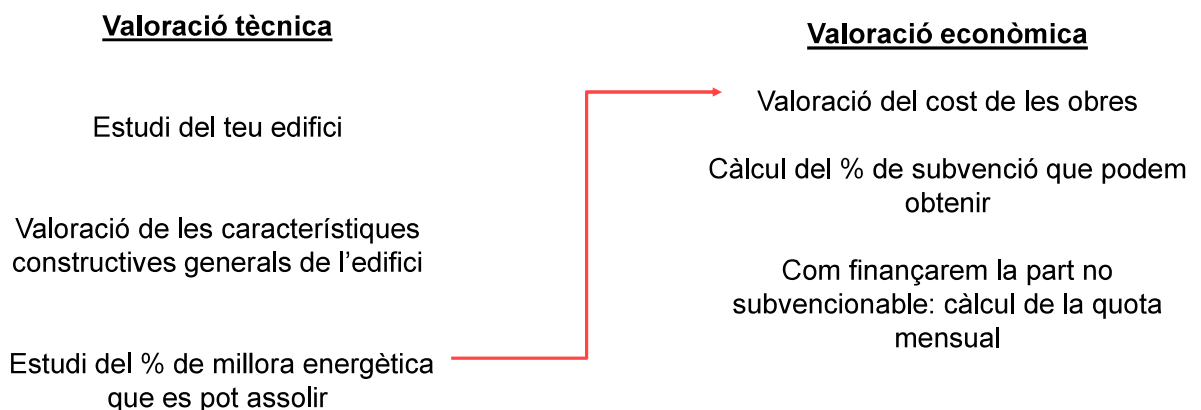 Valoració tècnica
Estudi del teu edifici
Valoració de les característiques
constructives generals de l’edifici
Estudi del % de millora energètica
que es pot assolir
Valoració econòmica
Valoració del cost de les obres
Càlcul del % de subvenció que podem
obtenir
Com finançarem la part no
subvencionable: càlcul de la quota
mensual